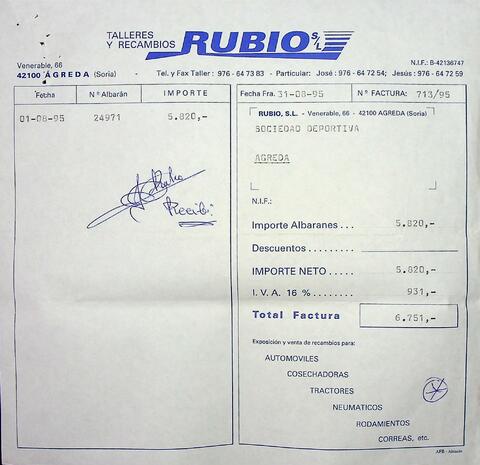 TALLERES
Y RECAMBIOS RUBIO S/L
Venerable, 66
N.I.F.: B-42136747
42100 ÁGREDA (Soria) - Tel. y Fax Taller : 976 - 64 73 83 - Particular: José : 976 - 64 72 54; Jesús : 976 - 64 72 59
Fecha Nº Albarán IMPORTE
01-08-95 24971 5.820,-
Recibí
Fecha Fra. 31-08-95 Nº FACTURA: 713/95
RUBIO, S.L. - Venerable, 66 - 42100 AGREDA (Soria)
SOCIEDAD DEPORTIVA
AGREDA
N.I.F.:
Importe Albaranes . . . 5.820,-
Descuentos . . . . . . . . .
IMPORTE NETO . . . . . 5.820,-
I. V. A. 16 % . . . . . . . . 931,-
Total Factura 6.751,-
Exposición y venta de recambios para:
AUTOMOVILES
COSECHADORAS
TRACTORES
NEUMATICOS
RODAMIENTOS
CORREAS, etc.